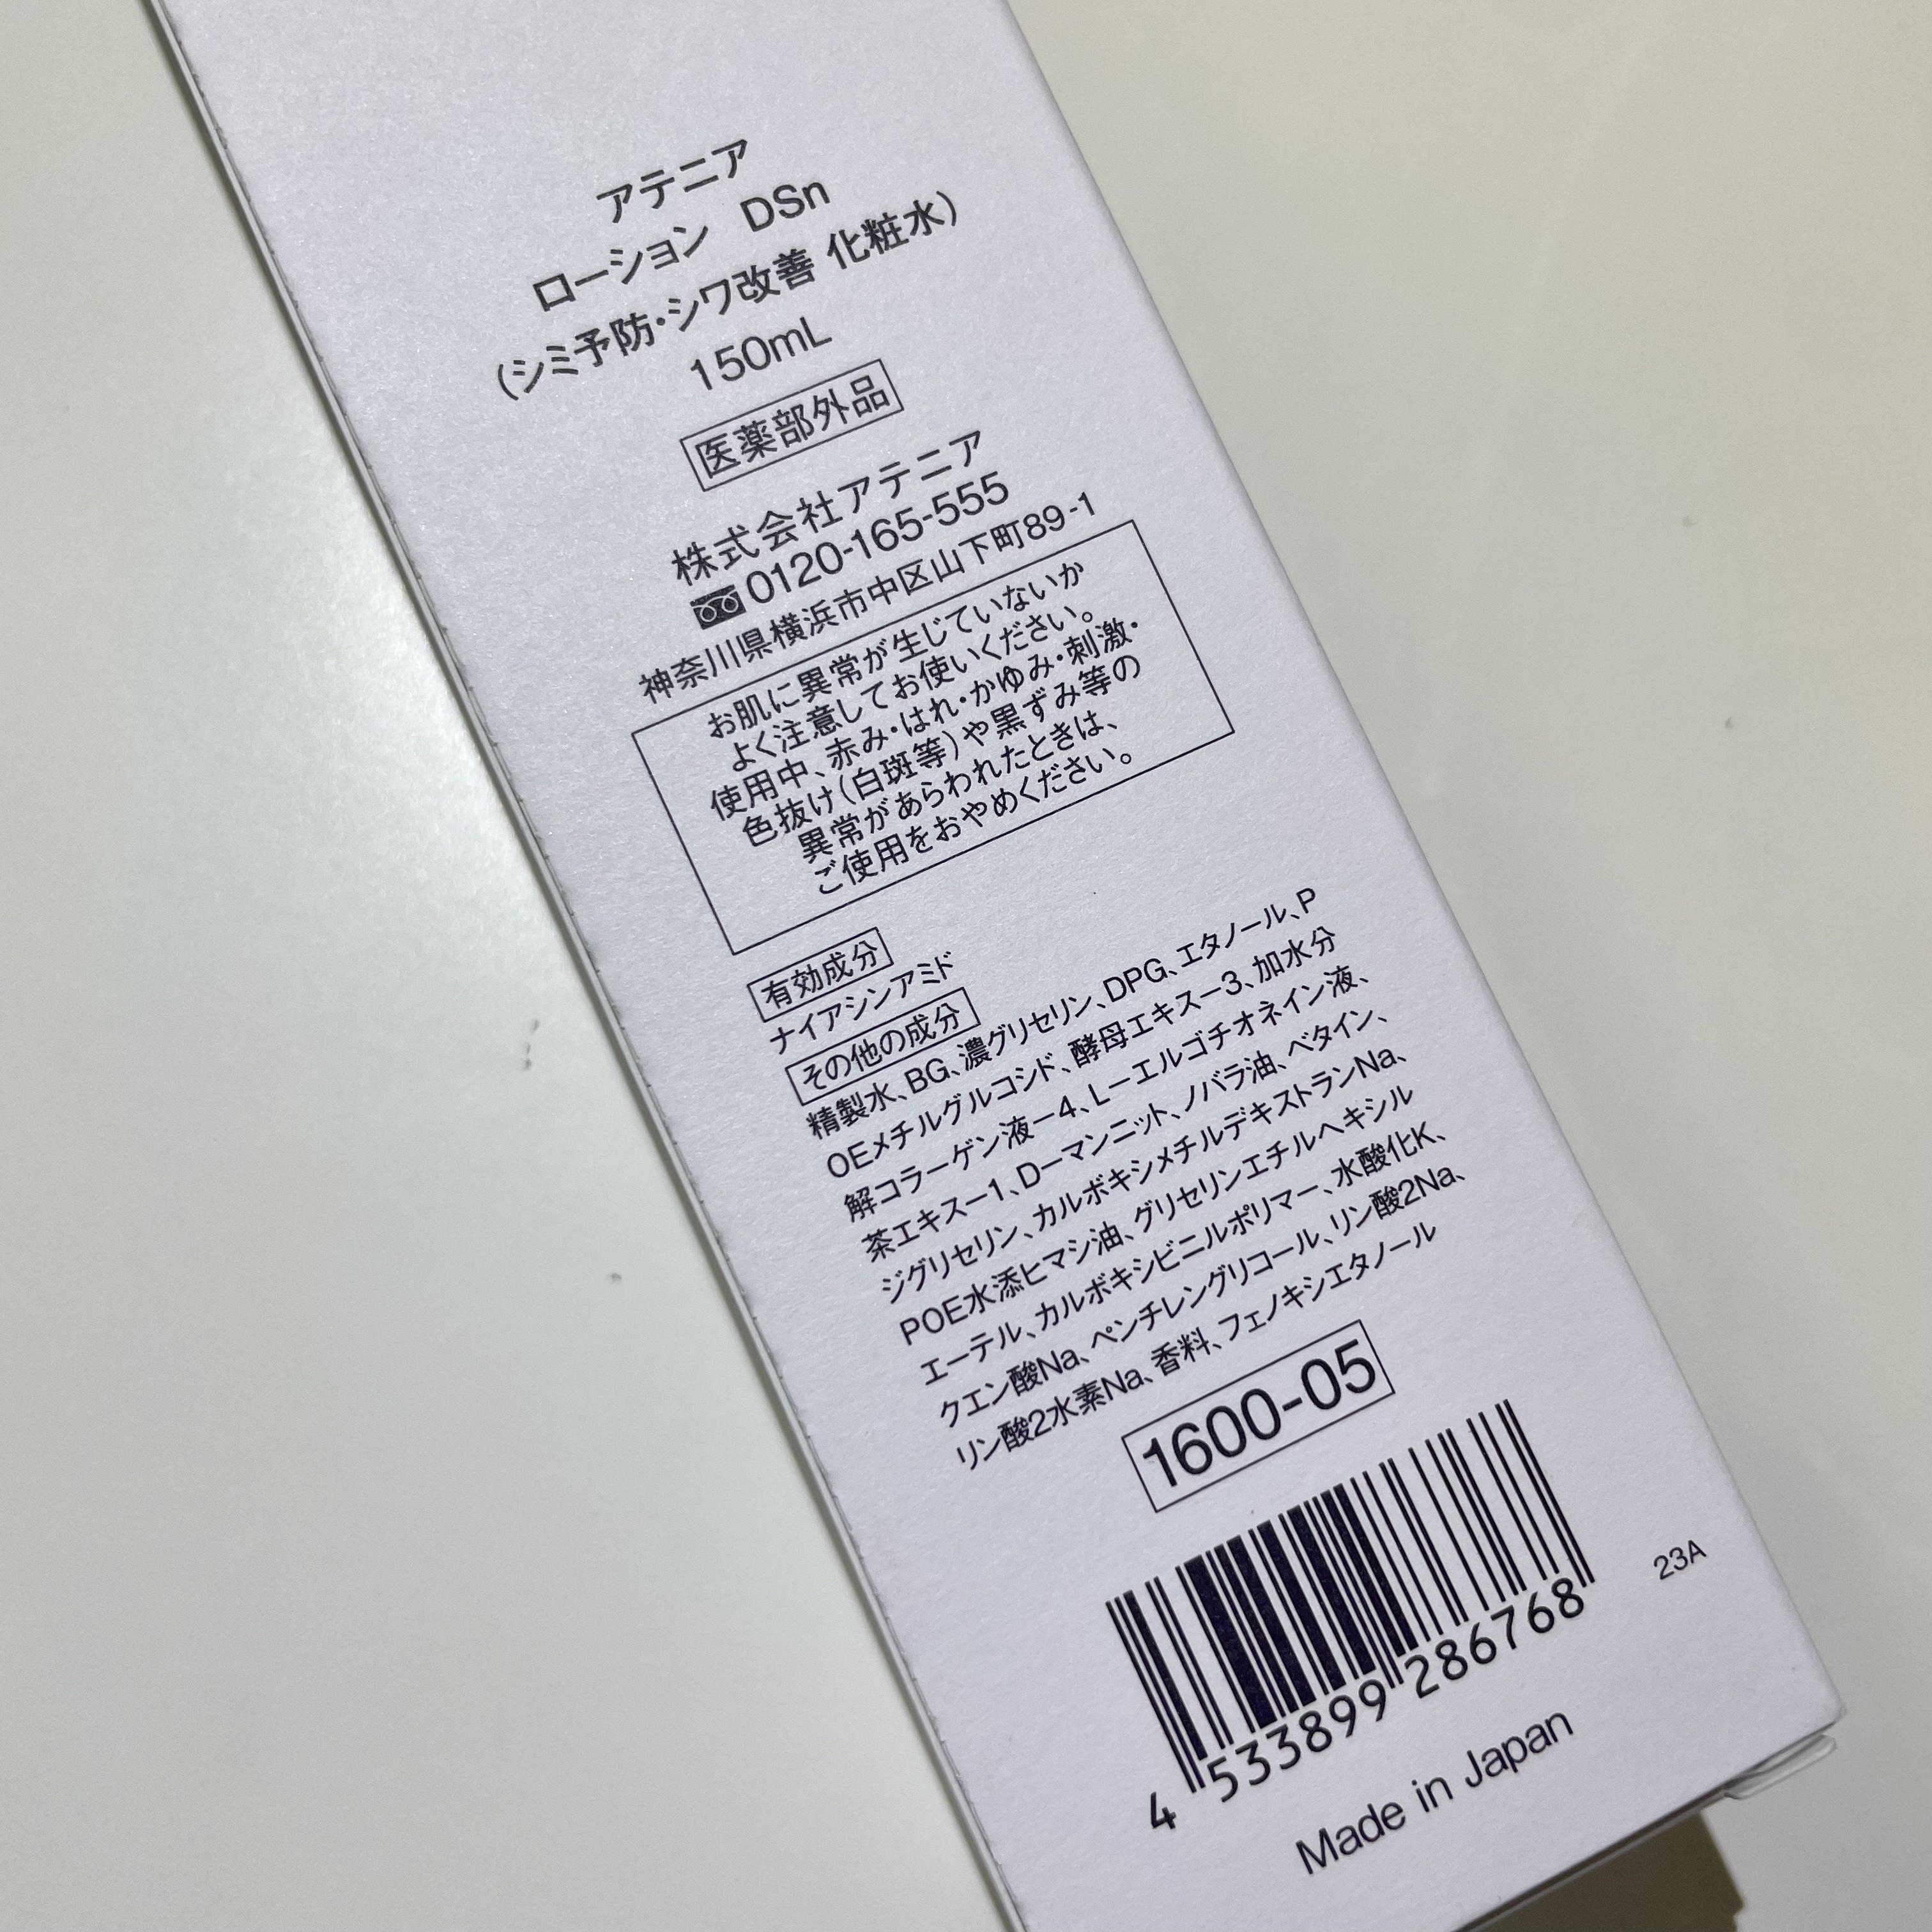 アテニア
ローション DSn
(シミ予防・シワ改善 化粧水)
150mL
医薬部外品
株式会社アテニア
0120-165-555
神奈川県横浜市中区山下町89-1
お肌に異常が生じていないか
よく注意してお使いください。
使用中、赤み・はれ・かゆみ・刺激・
色抜け(白斑等)や黒ずみ等の
異常があらわれたときは、
ご使用をおやめください。
有効成分
ナイアシンアミド
その他の成分
精製水、BG、濃グリセリン、DPG、エタノール、P
OEメチルグルコシド、酵母エキス－3、加水分
解コラーゲン液－4、L－エルゴチオネイン液、
茶エキス－1、D－マンニット、ノバラ油、ベタイン、
ジグリセリン、カルボキシメチルデキストランNa、
POE水添ヒマシ油、グリセリンエチルヘキシル
エーテル、カルボキシビニルポリマー、水酸化K、
クエン酸Na、ペンチレングリコール、リン酸2Na、
リン酸2水素Na、香料、フェノキシエタノール
1600-05
4 533899 286768
23A
Made in Japan